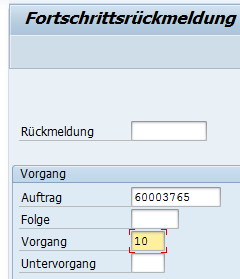 Fortschrittsrückmeldung
Rückmeldung
Vorgang
Auftrag 60003765
Folge
Vorgang 10
Untervorgang